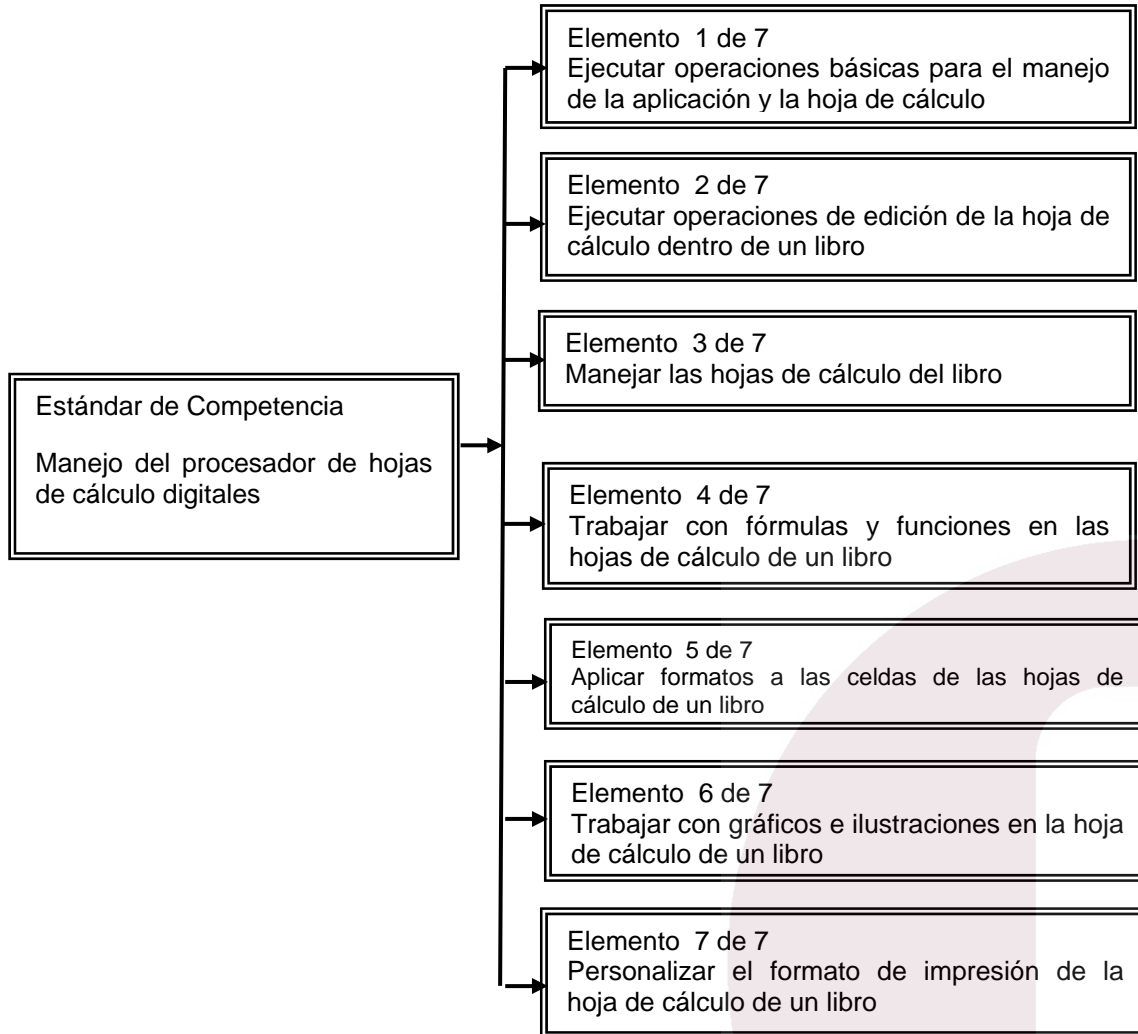 Elemento 1 de 7
Ejecutar operaciones básicas para el manejo
de la aplicación y la hoja de cálculo
Elemento 2 de 7
Ejecutar operaciones de edición de la hoja de
cálculo dentro de un libro
Elemento 3 de 7
Manejar las hojas de cálculo del libro
Estándar de Competencia
Manejo del procesador de hojas
de cálculo digitales
Elemento 4 de 7
Trabajar con fórmulas y funciones en las
hojas de cálculo de un libro
Elemento 5 de 7
Aplicar formatos a las celdas de las hojas de
cálculo de un libro
Elemento 6 de 7
Trabajar con gráficos e ilustraciones en la hoja
de cálculo de un libro
Elemento 7 de 7
Personalizar el formato de impresión de la
hoja de cálculo de un libro